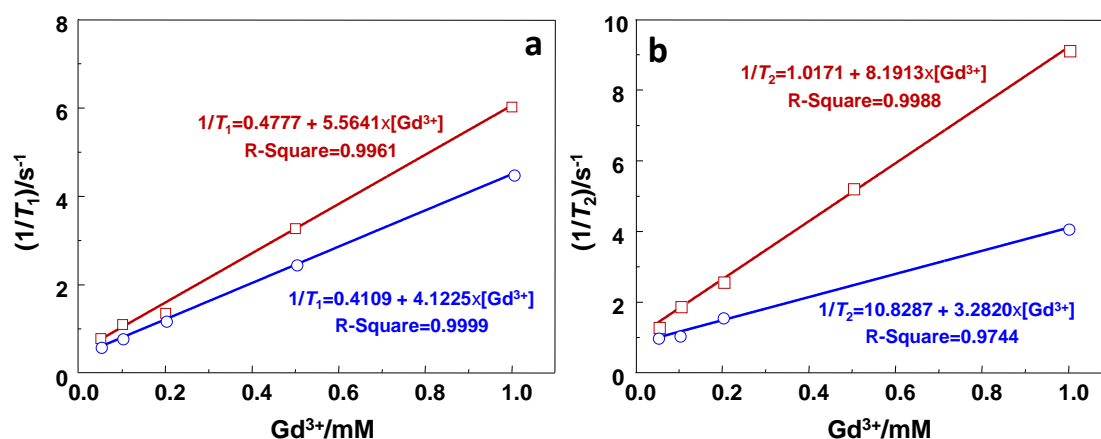 a
8
6
4
2
0
(1/T₁)/s⁻¹
1/T₁=0.4777 + 5.5641x[Gd³⁺]
R-Square=0.9961
1/T₁=0.4109 + 4.1225x[Gd³⁺]
R-Square=0.9999
0.0 0.2 0.4 0.6 0.8 1.0
Gd³⁺/mM
b
10
8
6
4
2
0
(1/T₂)/s⁻¹
1/T₂=1.0171 + 8.1913x[Gd³⁺]
R-Square=0.9988
1/T₂=10.8287 + 3.2820x[Gd³⁺]
R-Square=0.9744
0.0 0.2 0.4 0.6 0.8 1.0
Gd³⁺/mM